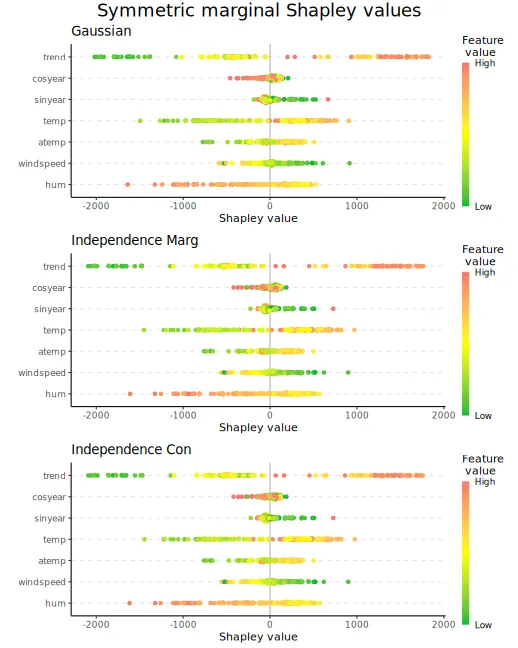 Symmetric marginal Shapley values
Gaussian
Feature
value
High
Low
trend
cosyear
sinyear
temp
atemp
windspeed
hum
-2000 -1000 0 1000 2000
Shapley value
Independence Marg
Feature
value
High
Low
trend
cosyear
sinyear
temp
atemp
windspeed
hum
-2000 -1000 0 1000 2000
Shapley value
Independence Con
Feature
value
High
Low
trend
cosyear
sinyear
temp
atemp
windspeed
hum
-2000 -1000 0 1000 2000
Shapley value